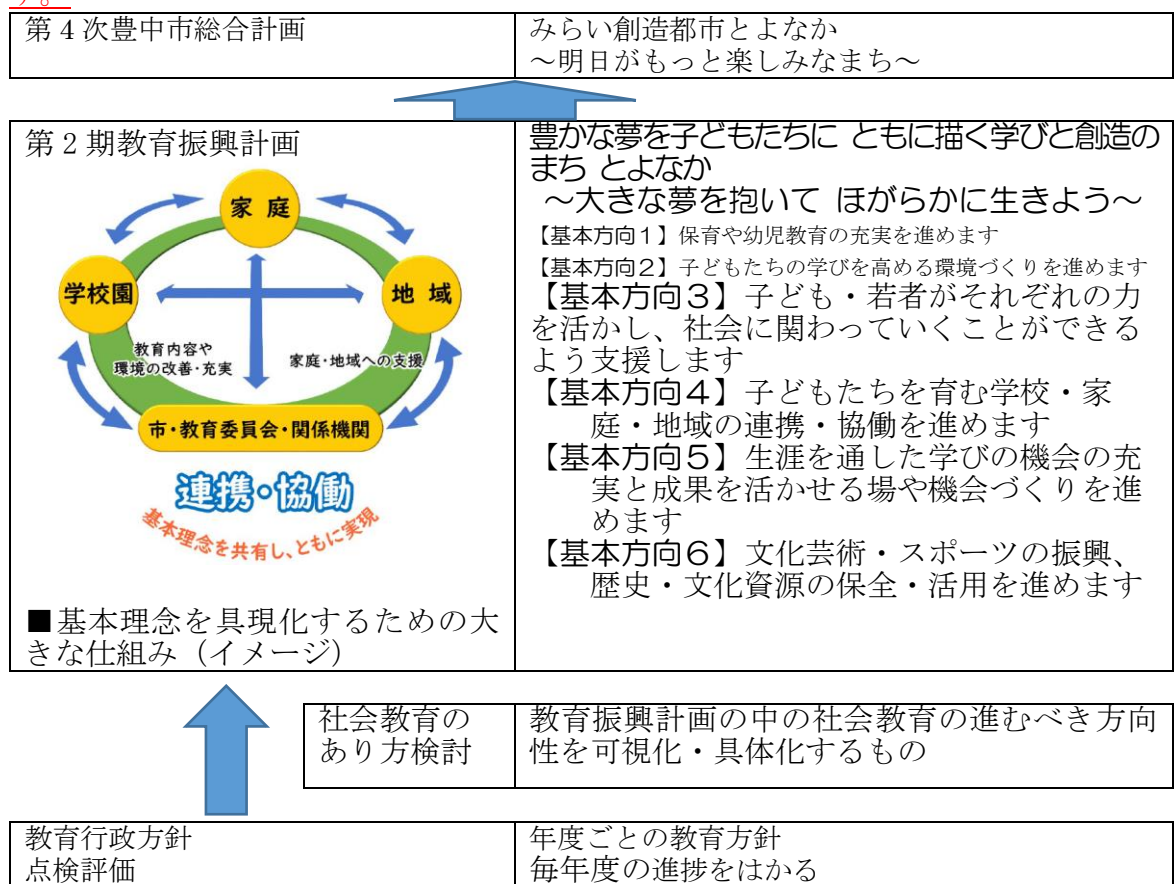 す。
第4次豊中市総合計画
みらい創造都市とよなか
～明日がもっと楽しみなまち～
第2期教育振興計画
家庭
学校園
地域
教育内容や
環境の改善・充実
家庭・地域への支援
市・教育委員会・関係機関
連携・協働
基本理念を共有し、ともに実現
■基本理念を具現化するための大
きな仕組み（イメージ）
豊かな夢を子どもたちに ともに描く学びと創造の
まち とよなか
～大きな夢を抱いて ほがらかに生きよう～
【基本方向1】保育や幼児教育の充実を進めます
【基本方向2】子どもたちの学びを高める環境づくりを進めます
【基本方向3】子ども・若者がそれぞれの力
を活かし、社会に関わっていくことができる
よう支援します
【基本方向4】子どもたちを育む学校・家
庭・地域の連携・協働を進めます
【基本方向5】生涯を通した学びの機会の充
実と成果を活かせる場や機会づくりを進
めます
【基本方向6】文化芸術・スポーツの振興、
歴史・文化資源の保全・活用を進めます
社会教育の
あり方検討
教育振興計画の中の社会教育の進むべき方向
性を可視化・具体化するもの
教育行政方針
点検評価
年度ごとの教育方針
毎年度の進捗をはかる